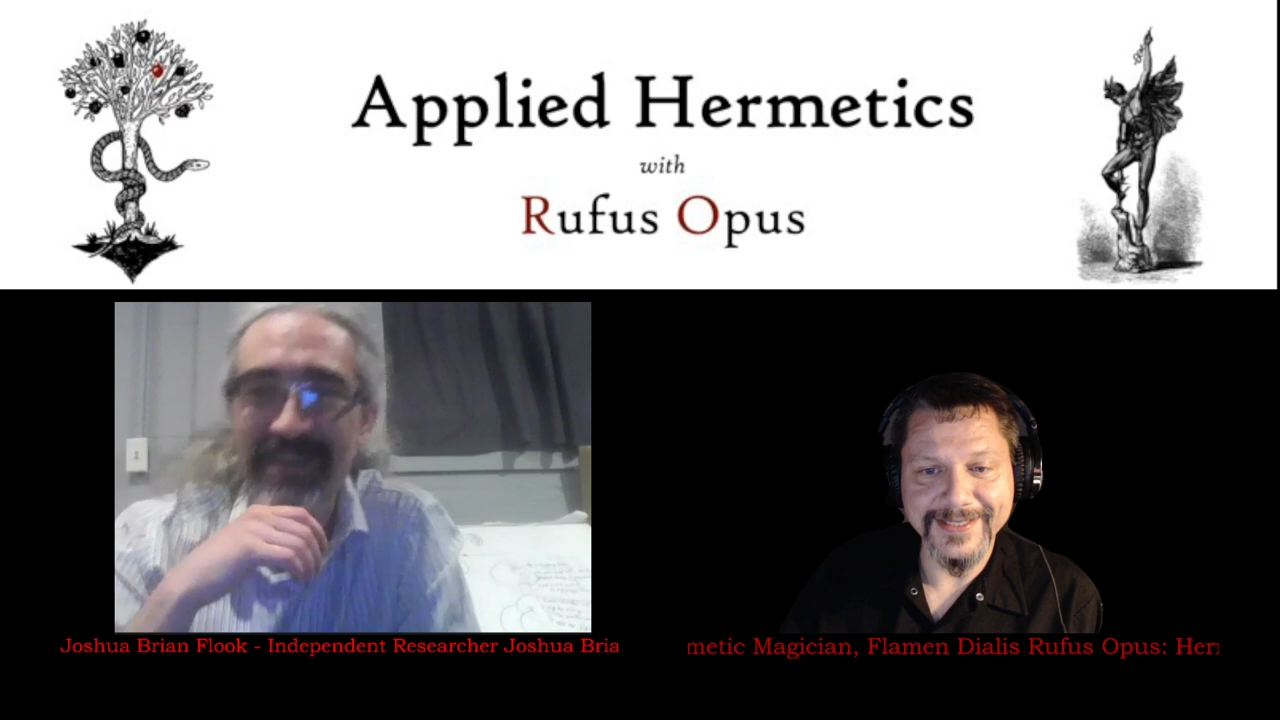 Applied Hermetics
with
Rufus Opus
Joshua Brian Flook - Independent Researcher Joshua Bria
metic Magician, Flamen Dialis Rufus Opus: Her